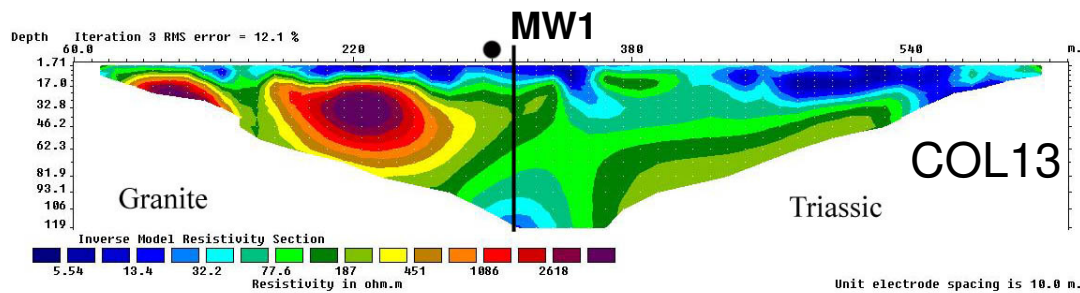 MW1
Depth Iteration 3 RMS error = 12.1 %
60.0 220 380 540 m.
1.71
17.0
32.8
46.2
62.3
81.9
93.1
106
119
COL13
Granite
Triassic
Inverse Model Resistivity Section
5.54 13.4 32.2 77.6 187 451 1086 2618
Resistivity in ohm.m
Unit electrode spacing is 10.0 m.